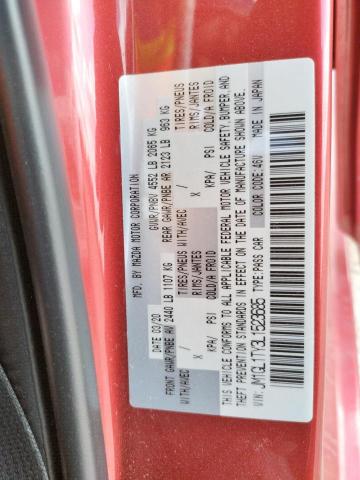 MFD. BY MAZDA MOTOR CORPORATION
DATE 03/20 GVWR/PNBV 4552 LB 2065 KG
FRONT GAWR/PNBE AV 2440 LB 1107 KG REAR GAWR/PNBE AR 2123 LB 963 KG
WITH/AVEC TIRES/PNEUS WITH/AVEC TIRES/PNEUS
X RIMS/JANTES X RIMS/JANTES
KPA/ PSI COLD/A FROID KPA/ PSI COLD/A FROID
THIS VEHICLE CONFORMS TO ALL APPLICABLE FEDERAL MOTOR VEHICLE SAFETY, BUMPER, AND
THEFT PREVENTION STANDARDS IN EFFECT ON THE DATE OF MANUFACTURE SHOWN ABOVE.
VIN: TYPE:PASS CAR COLOR/COLEUR:46V MADE IN JAPAN